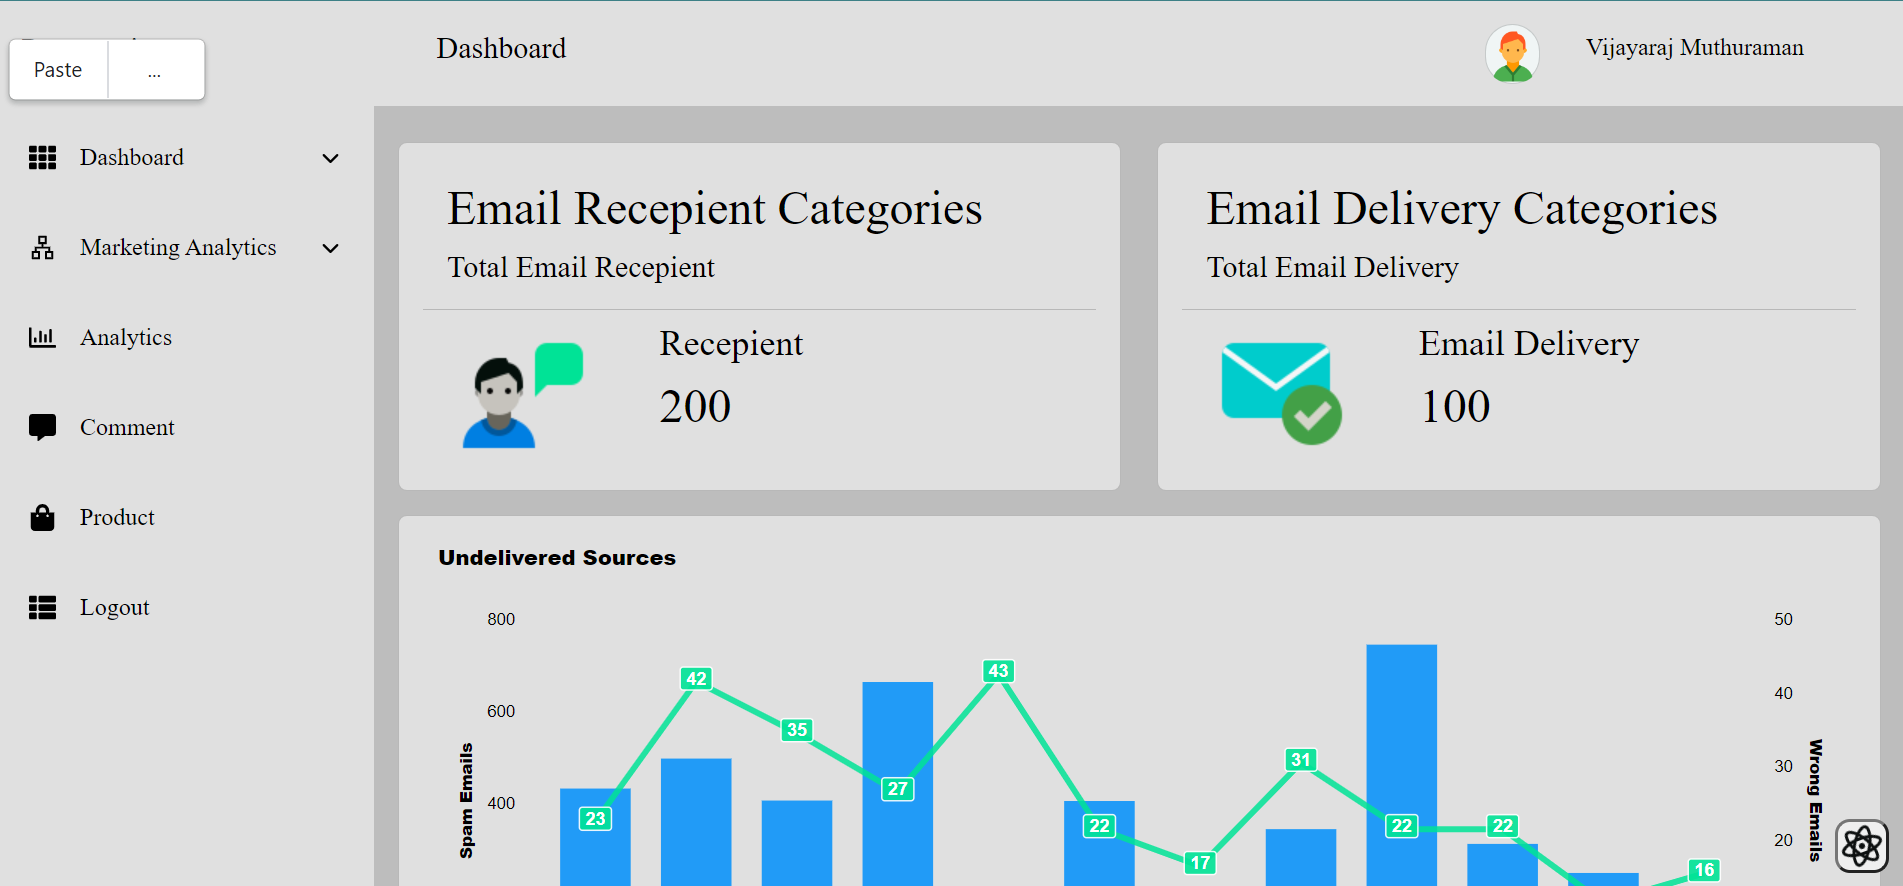 Paste
...
Dashboard
Vijayaraj Muthuraman
Dashboard
Marketing Analytics
Analytics
Comment
Product
Logout
Email Recepient Categories
Total Email Recepient
Recepient
200
Email Delivery Categories
Total Email Delivery
Email Delivery
100
Undelivered Sources
800
600
400
Spam Emails
23
42
35
27
43
22
17
31
22
22
16
50
40
30
20
Wrong Emails